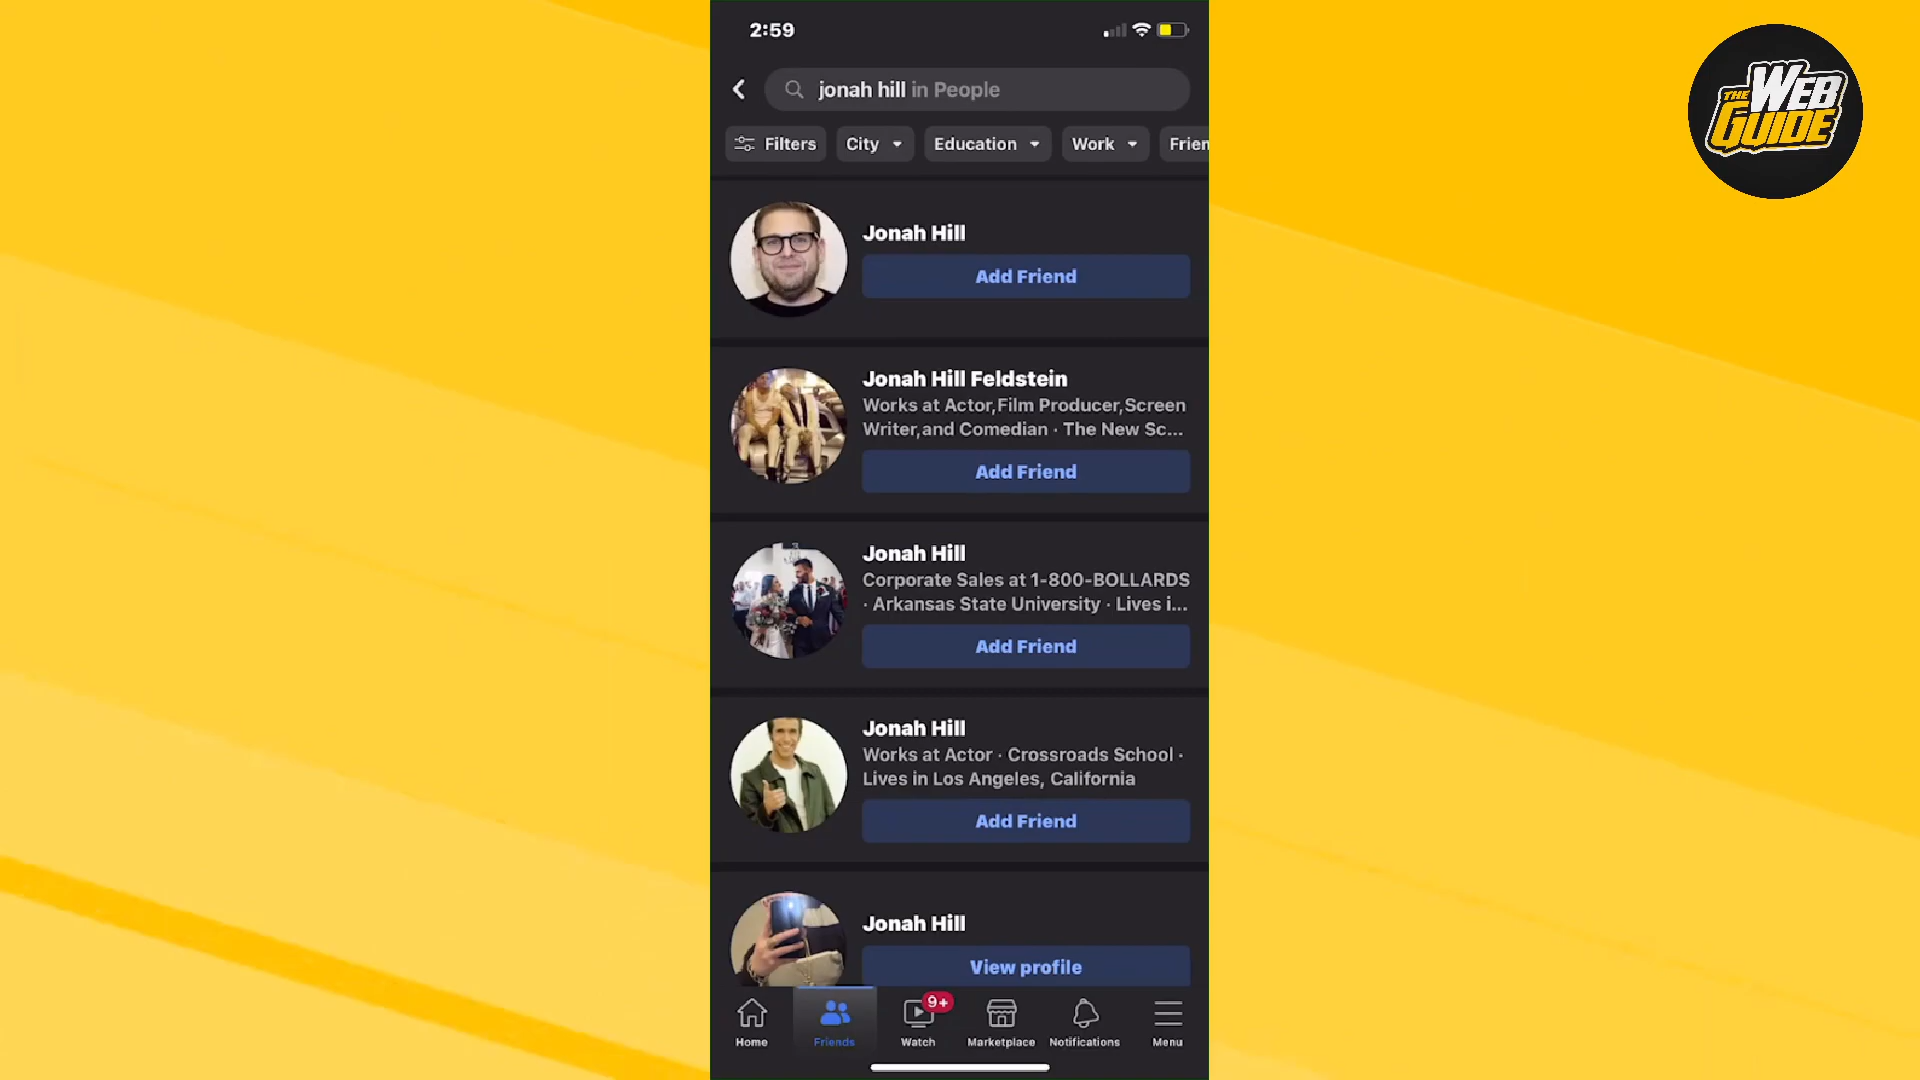 2:59
jonah hill in People
Filters City Education Work Frien
Jonah Hill
Add Friend
Jonah Hill Feldstein
Works at Actor,Film Producer,Screen
Writer,and Comedian · The New Sc...
Add Friend
Jonah Hill
Corporate Sales at 1-800-BOLLARDS
· Arkansas State University · Lives i...
Add Friend
Jonah Hill
Works at Actor · Crossroads School ·
Lives in Los Angeles, California
Add Friend
Jonah Hill
View profile
9+
Home Friends Watch Marketplace Notifications Menu
THE WEB
GUIDE